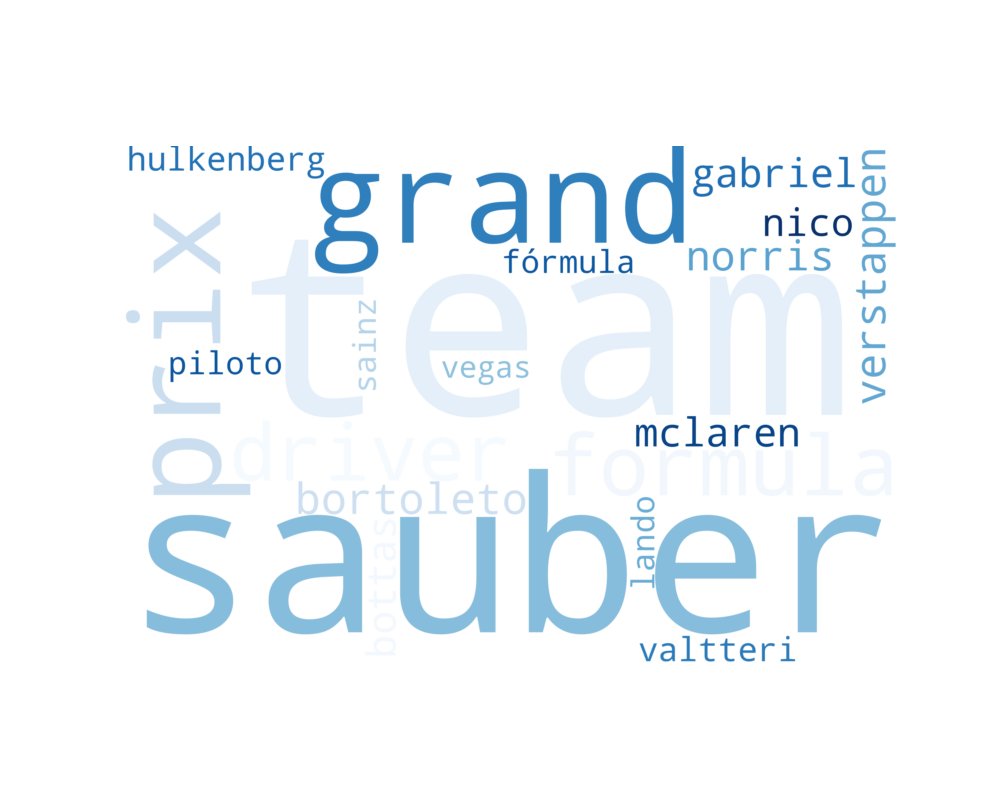 hulkenberg
grand
gabriel
verstappen
nico
prix
team
fórmula
norris
sainz
piloto
vegas
mclaren
driver
formula
bortoleto
sauber
bottas
lando
valtteri